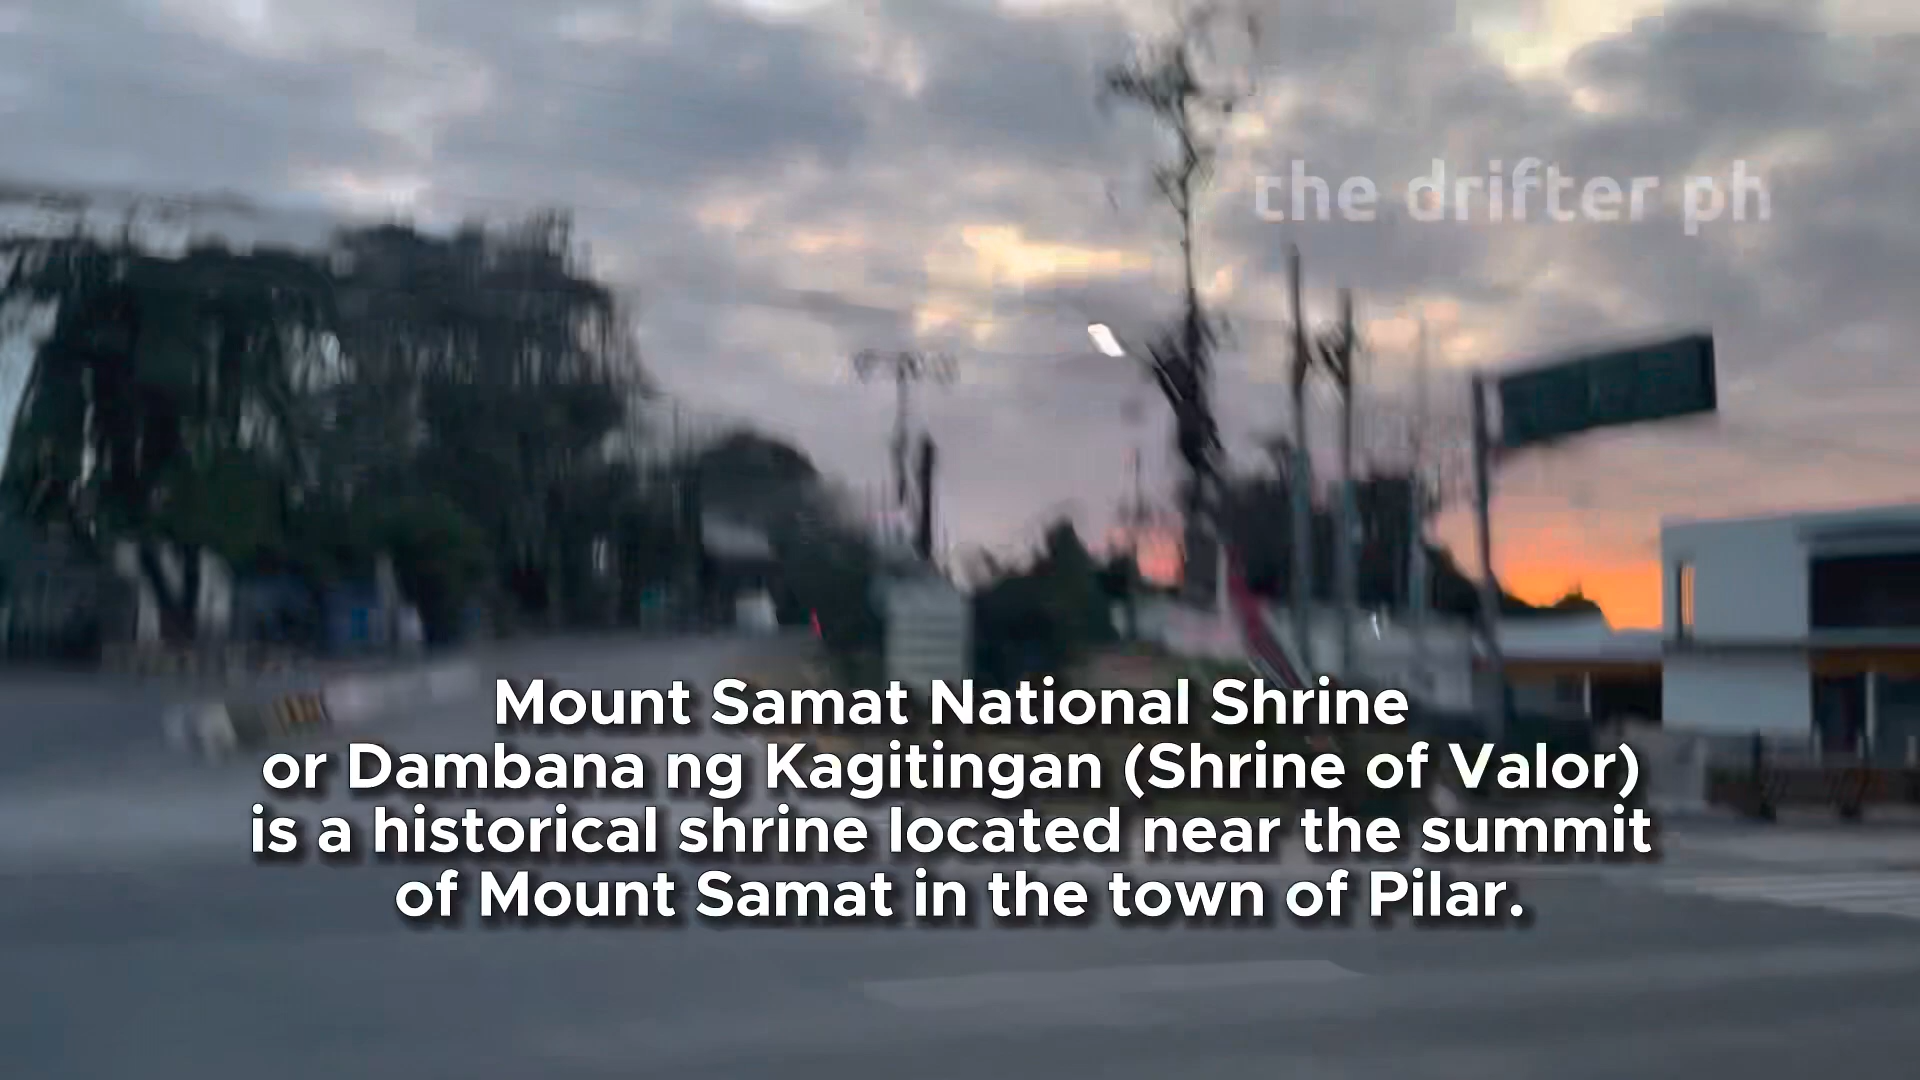 the drifter ph
Mount Samat National Shrine
or Dambana ng Kagitingan (Shrine of Valor)
is a historical shrine located near the summit
of Mount Samat in the town of Pilar.